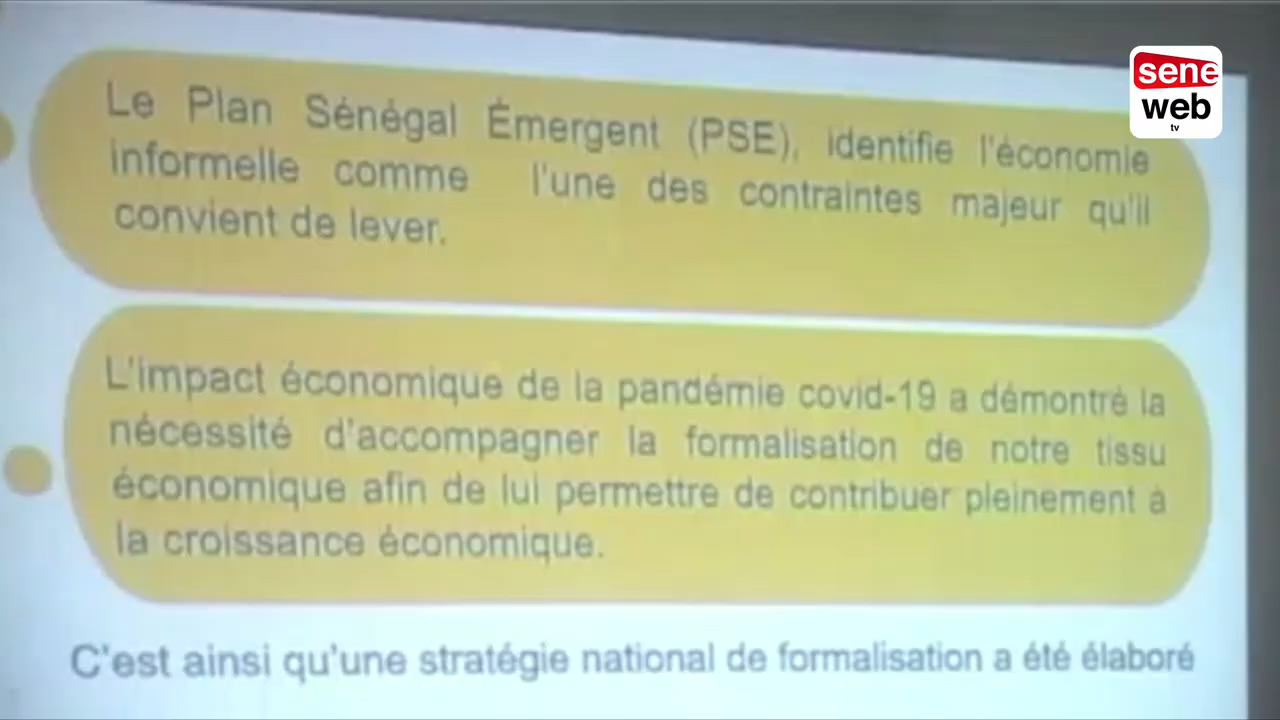 sene
web
tv
Le Plan Sénégal Émergent (PSE), identifie l'économie
informelle comme l'une des contraintes majeur qu'il
convient de lever.
L'impact économique de la pandémie covid-19 a démontré la
nécessité d'accompagner la formalisation de notre tissu
économique afin de lui permettre de contribuer pleinement à
la croissance économique.
C'est ainsi qu'une stratégie national de formalisation a été élaboré